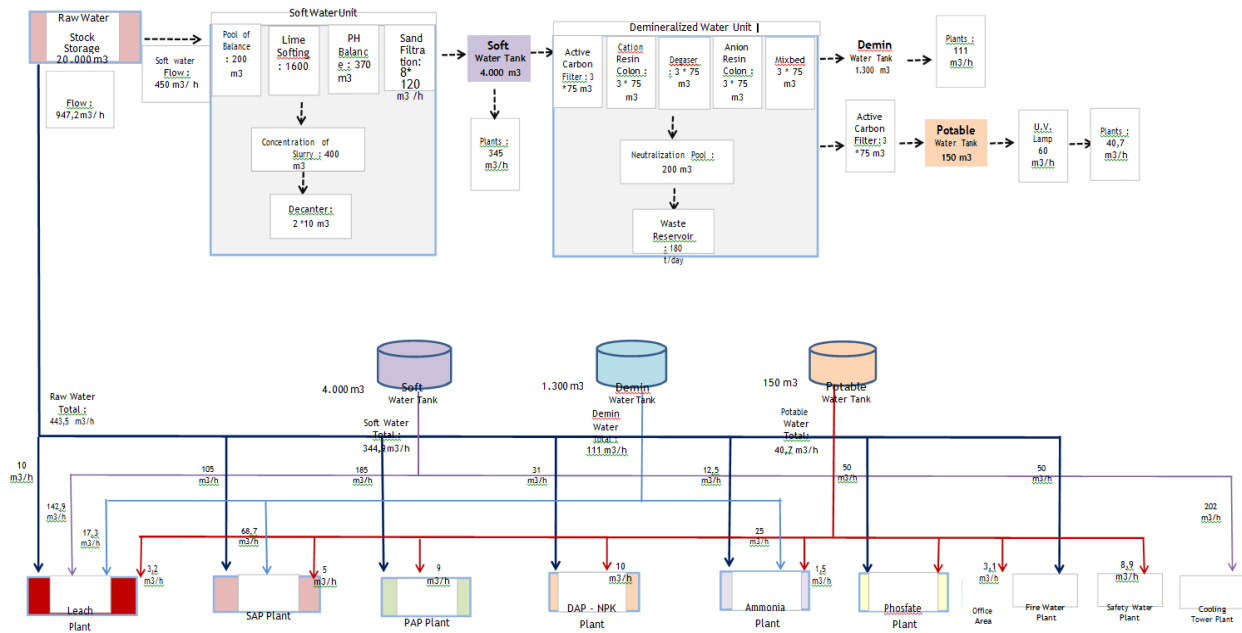 Raw Water
Stock
Storage
20.000 m3
Flow:
947,2m3/ h
Soft water
Flow:
450 m3/ h
Soft Water Unit
Pool of
Balance
: 200
m3
Lime
Softing
: 1600
PH
Balanc
e: 370
m3
Sand
Filtra
tion:
8*
120
m3 /h
Concentration of
Slurry : 400
m3
Decanter:
2 *10 m3
Soft
Water Tank
4.000 m3
Plants :
345
m3/h
Demineralized Water Unit
Active
Carbon
Filter:3
*75 m3
Cation
Resin
Colon:
3 * 75
m3
Degaser
: 3 * 75
m3
Anion
Resin
Colon:
3 * 75
m3
Mixbed
3 * 75
m3
Neutralization Pool :
200 m3
Waste
Reservoir
: 180
t/day
Demin
Water Tank
1.300 m3
Plants:
111
m3/h
Active
Carbon
Filter:3
*75 m3
Potable
Water Tank
150 m3
U.V.
Lamp
60
m3/h
Plants:
40,7
m3/h
4.000 m3
Soft
Water Tank
1.300 m3
Demin
Water Tank
150 m3
Potable
Water Tank
Raw Water
Total:
443,5 m3/h
Soft Water
Total:
344,9m3/h
Demin
Water
Total:
111 m3/h
Potable
Water
Total:
40,7 m3/h
10
m3/h
105
m3/h
185
m3/h
31
m3/h
12,5
m3/h
50
m3/h
50
m3/h
142,9
m3/h
17,3
m3/h
68,7
m3/h
25
m3/h
202
m3/h
3,2
m3/h
5
m3/h
9
m3/h
10
m3/h
1,5
m3/h
3,1
m3/h
8,9
m3/h
Leach
Plant
SAP Plant
PAP Plant
DAP - NPK
Plant
Ammonia
Plant
Phosfate
Plant
Office
Area
Fire Water
Plant
Safety Water
Plant
Cooling
Tower Plant